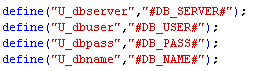 define("U_dbserver","#DB_SERVER#");
define("U_dbuser","#DB_USER#");
define("U_dbpass","#DB_PASS#");
define("U_dbname","#DB_NAME#");